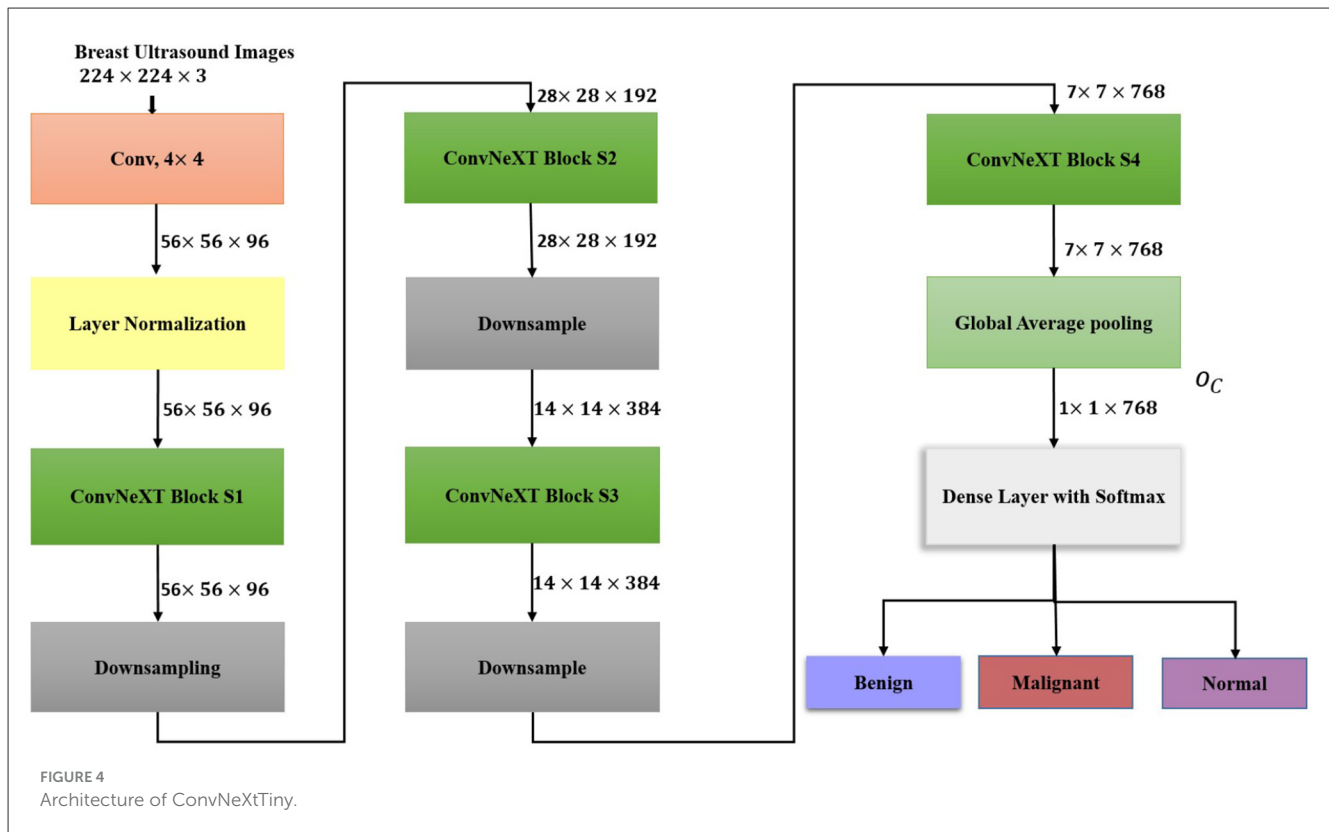 Breast Ultrasound Images
224 × 224 × 3
Conv, 4× 4
56× 56 × 96
Layer Normalization
56× 56 × 96
ConvNeXT Block S1
56× 56 × 96
Downsampling
28× 28 × 192
ConvNeXT Block S2
28× 28 × 192
Downsample
14 × 14 × 384
ConvNeXT Block S3
14 × 14 × 384
Downsample
7× 7 × 768
ConvNeXT Block S4
7× 7 × 768
Global Average pooling
O_C
1× 1 × 768
Dense Layer with Softmax
Benign
Malignant
Normal
FIGURE 4
Architecture of ConvNeXtTiny.